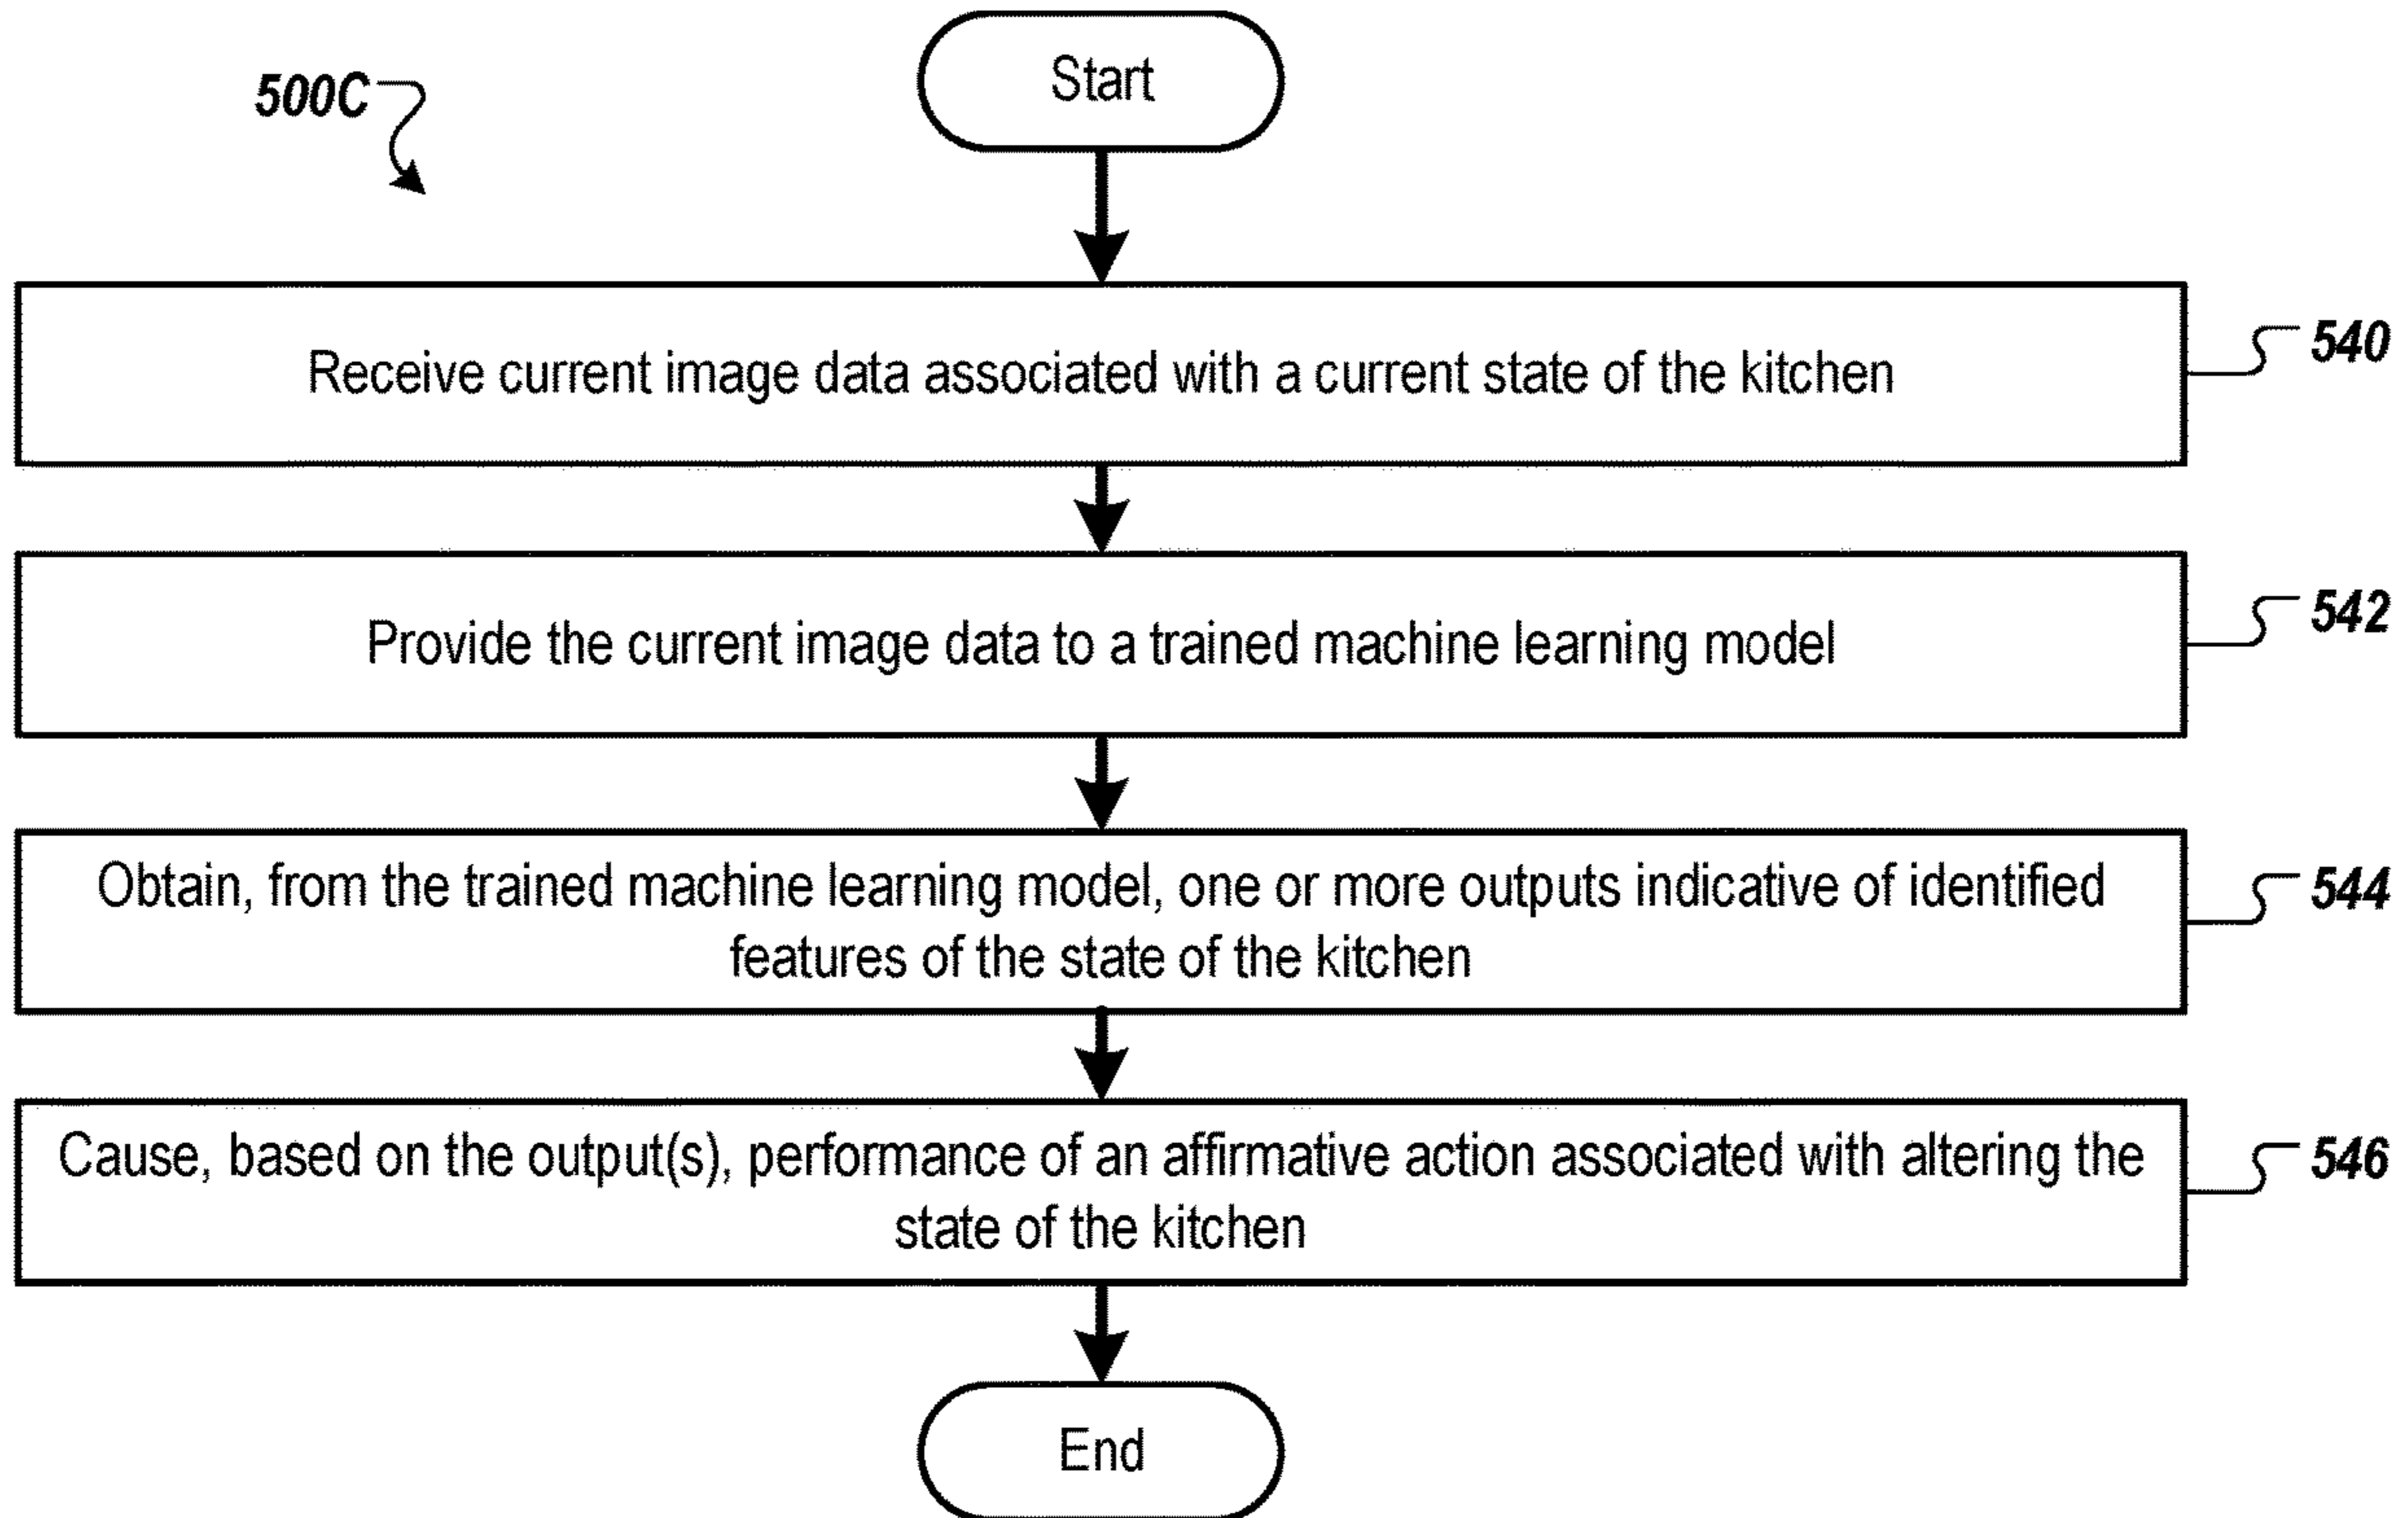 500C
Start
Receive current image data associated with a current state of the kitchen
540
Provide the current image data to a trained machine learning model
542
Obtain, from the trained machine learning model, one or more outputs indicative of identified
features of the state of the kitchen
544
Cause, based on the output(s), performance of an affirmative action associated with altering the
state of the kitchen
546
End